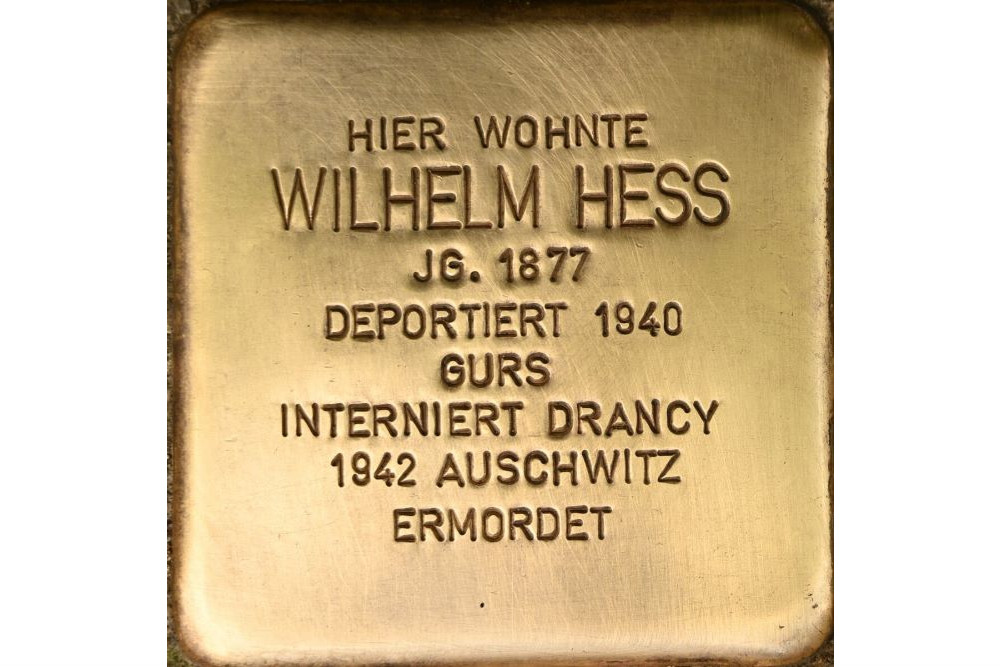 HIER WOHNTE
WILHELM HESS
JG. 1877
DEPORTIERT 1940
GURS
INTERNIERT DRANCY
1942 AUSCHWITZ
ERMORDET